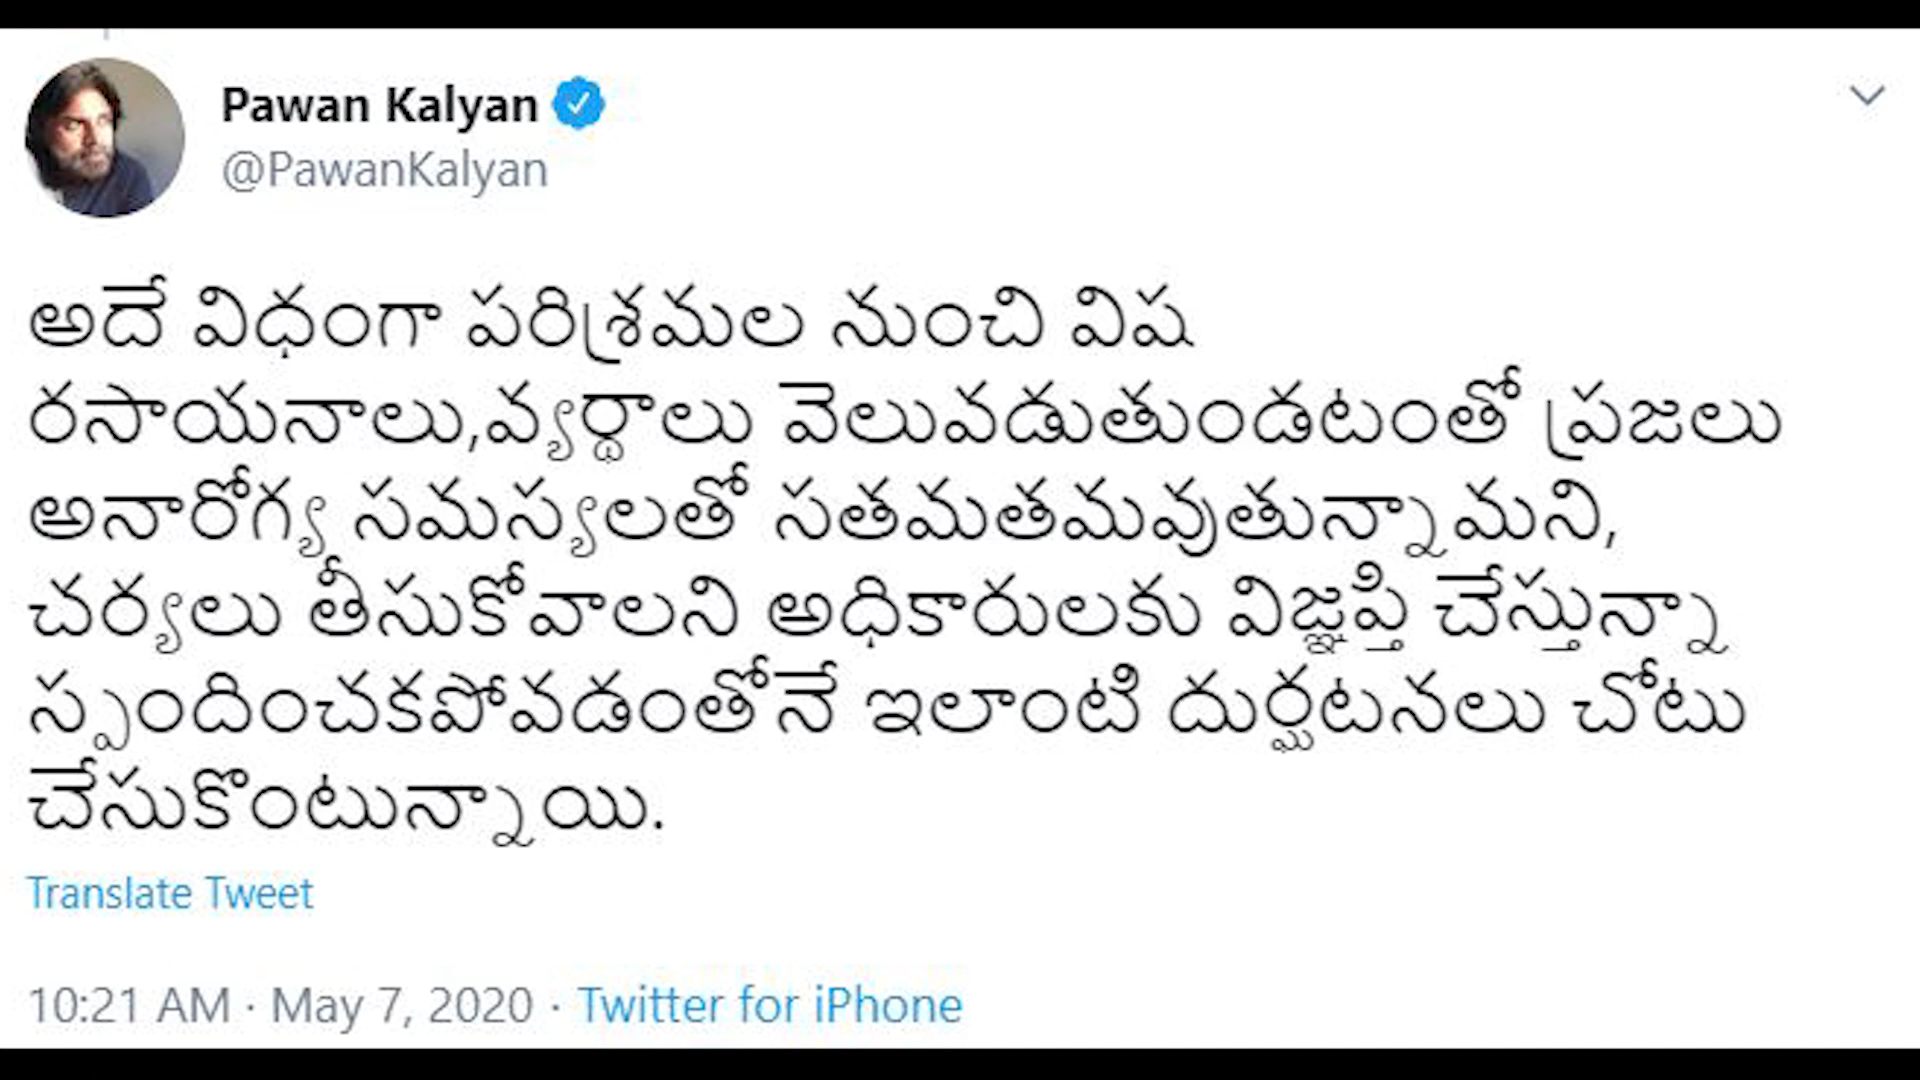 Pawan Kalyan
@PawanKalyan
అదే విధంగా పరిశ్రమల నుంచి విష
రసాయనాలు,వ్యర్థాలు వెలువడుతుండటంతో ప్రజలు
అనారోగ్య సమస్యలతో సతమతమవుతున్నామని,
చర్యలు తీసుకోవాలని అధికారులకు విజ్ఞప్తి చేస్తున్నా
స్పందించకపోవడంతోనే ఇలాంటి దుర్ఘటనలు చోటు
చేసుకొంటున్నాయి.
Translate Tweet
10:21 AM · May 7, 2020 · Twitter for iPhone